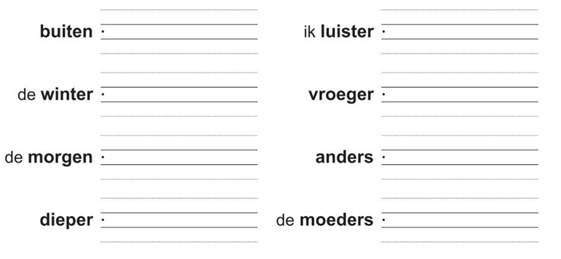 buiten
de winter
de morgen
dieper
ik luister
vroeger
anders
de moeders